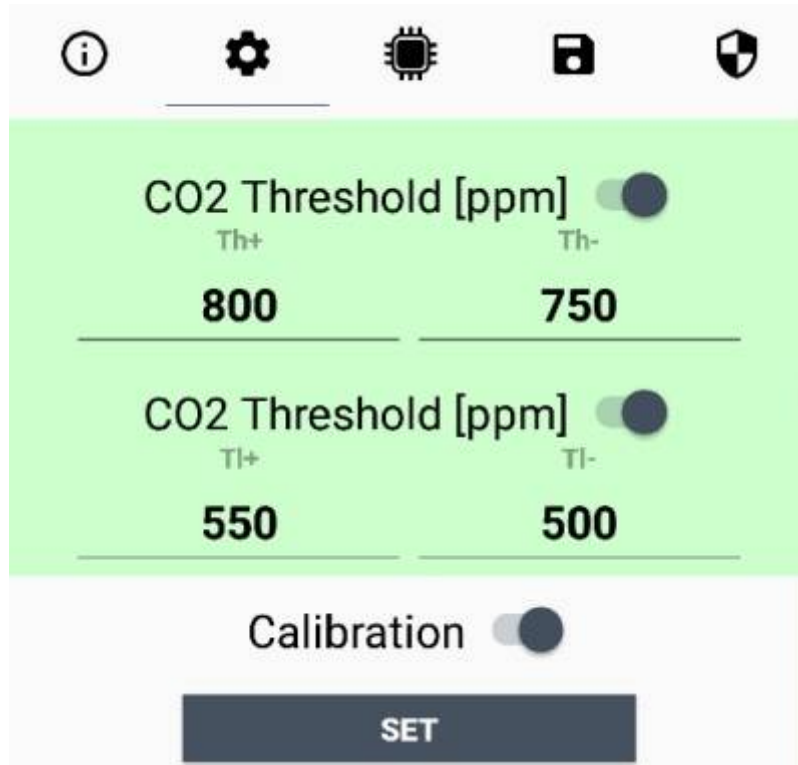 CO2 Threshold [ppm]
Th+ Th-
800 750
CO2 Threshold [ppm]
Tl+ Tl-
550 500
Calibration
SET